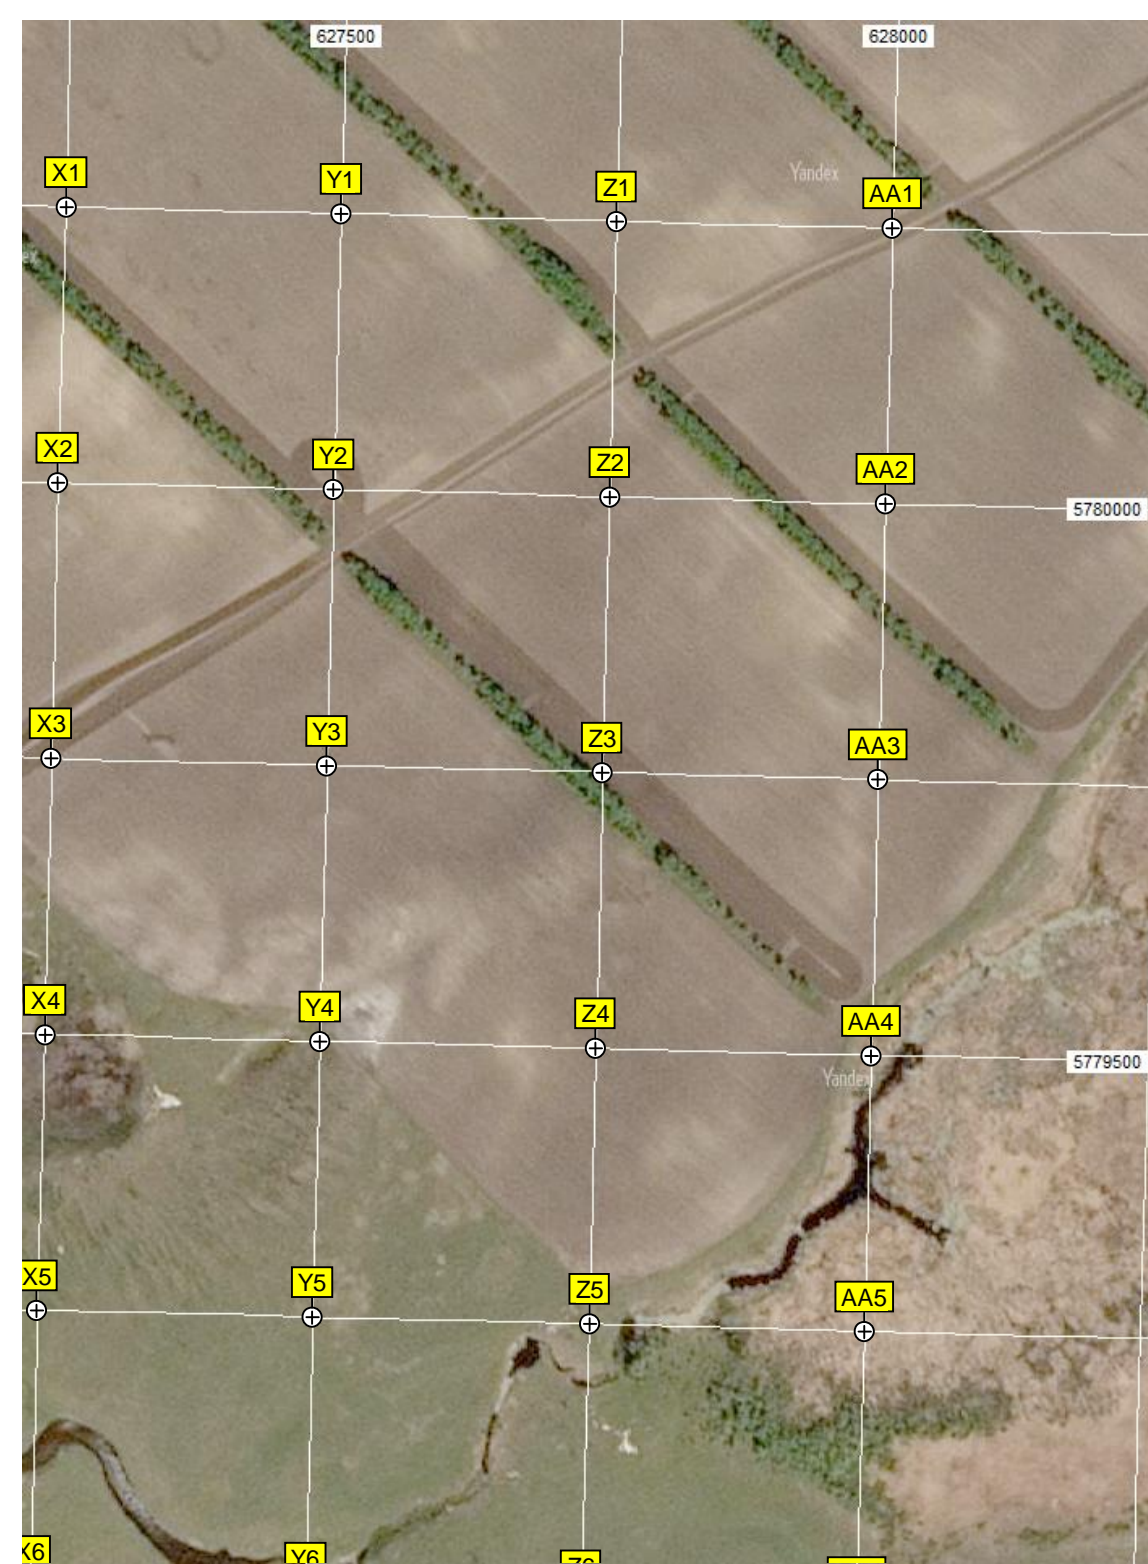 627500 628000
Yandex
X1 Y1 Z1 AA1
X2 Y2 Z2 AA2
5780000
X3 Y3 Z3 AA3
X4 Y4 Z4 AA4
5779500
Yandex
X5 Y5 Z5 AA5
X6 Y6